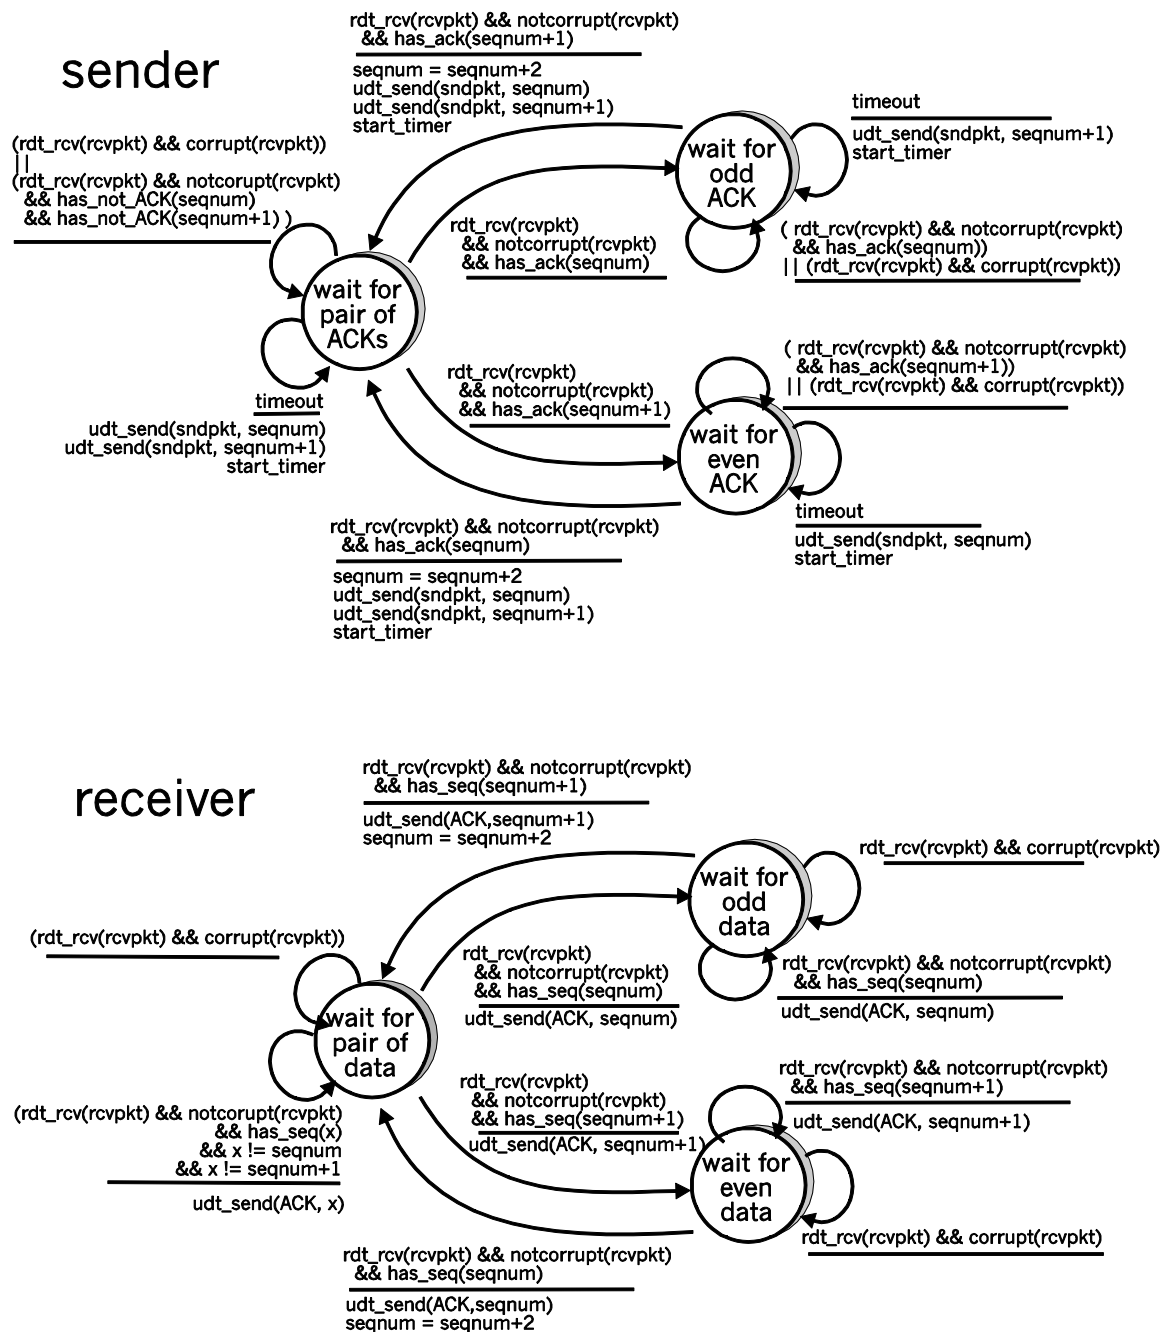 sender
rdt_rcv(rcvpkt) && notcorrupt(rcvpkt)
&& has_ack(seqnum+1)
seqnum = seqnum+2
udt_send(sndpkt, seqnum)
udt_send(sndpkt, seqnum+1)
start_timer
(rdt_rcv(rcvpkt) && corrupt(rcvpkt))
||
(rdt_rcv(rcvpkt) && notcorupt(rcvpkt)
&& has_not_ACK(seqnum)
&& has_not_ACK(seqnum+1) )
wait for
odd
ACK
timeout
udt_send(sndpkt, seqnum+1)
start_timer
rdt_rcv(rcvpkt)
&& notcorrupt(rcvpkt)
&& has_ack(seqnum)
( rdt_rcv(rcvpkt) && notcorrupt(rcvpkt)
&& has_ack(seqnum))
|| (rdt_rcv(rcvpkt) && corrupt(rcvpkt))
wait for
pair of
ACKs
timeout
udt_send(sndpkt, seqnum)
udt_send(sndpkt, seqnum+1)
start_timer
rdt_rcv(rcvpkt)
&& notcorrupt(rcvpkt)
&& has_ack(seqnum+1)
( rdt_rcv(rcvpkt) && notcorrupt(rcvpkt)
&& has_ack(seqnum+1))
|| (rdt_rcv(rcvpkt) && corrupt(rcvpkt))
wait for
even
ACK
timeout
udt_send(sndpkt, seqnum)
start_timer
rdt_rcv(rcvpkt) && notcorrupt(rcvpkt)
&& has_ack(seqnum)
seqnum = seqnum+2
udt_send(sndpkt, seqnum)
udt_send(sndpkt, seqnum+1)
start_timer
receiver
rdt_rcv(rcvpkt) && notcorrupt(rcvpkt)
&& has_seq(seqnum+1)
udt_send(ACK,seqnum+1)
seqnum = seqnum+2
wait for
odd
data
rdt_rcv(rcvpkt) && corrupt(rcvpkt)
(rdt_rcv(rcvpkt) && corrupt(rcvpkt))
rdt_rcv(rcvpkt)
&& notcorrupt(rcvpkt)
&& has_seq(seqnum)
udt_send(ACK, seqnum)
rdt_rcv(rcvpkt) && notcorrupt(rcvpkt)
&& has_seq(seqnum)
udt_send(ACK, seqnum)
wait for
pair of
data
(rdt_rcv(rcvpkt) && notcorupt(rcvpkt)
&& has_seq(x)
&& x != seqnum
&& x != seqnum+1
udt_send(ACK, x)
rdt_rcv(rcvpkt)
&& notcorrupt(rcvpkt)
&& has_seq(seqnum+1)
udt_send(ACK, seqnum+1)
rdt_rcv(rcvpkt) && notcorrupt(rcvpkt)
&& has_seq(seqnum+1)
udt_send(ACK, seqnum+1)
wait for
even
data
rdt_rcv(rcvpkt) && corrupt(rcvpkt)
rdt_rcv(rcvpkt) && notcorrupt(rcvpkt)
&& has_seq(seqnum)
udt_send(ACK,seqnum)
seqnum = seqnum+2